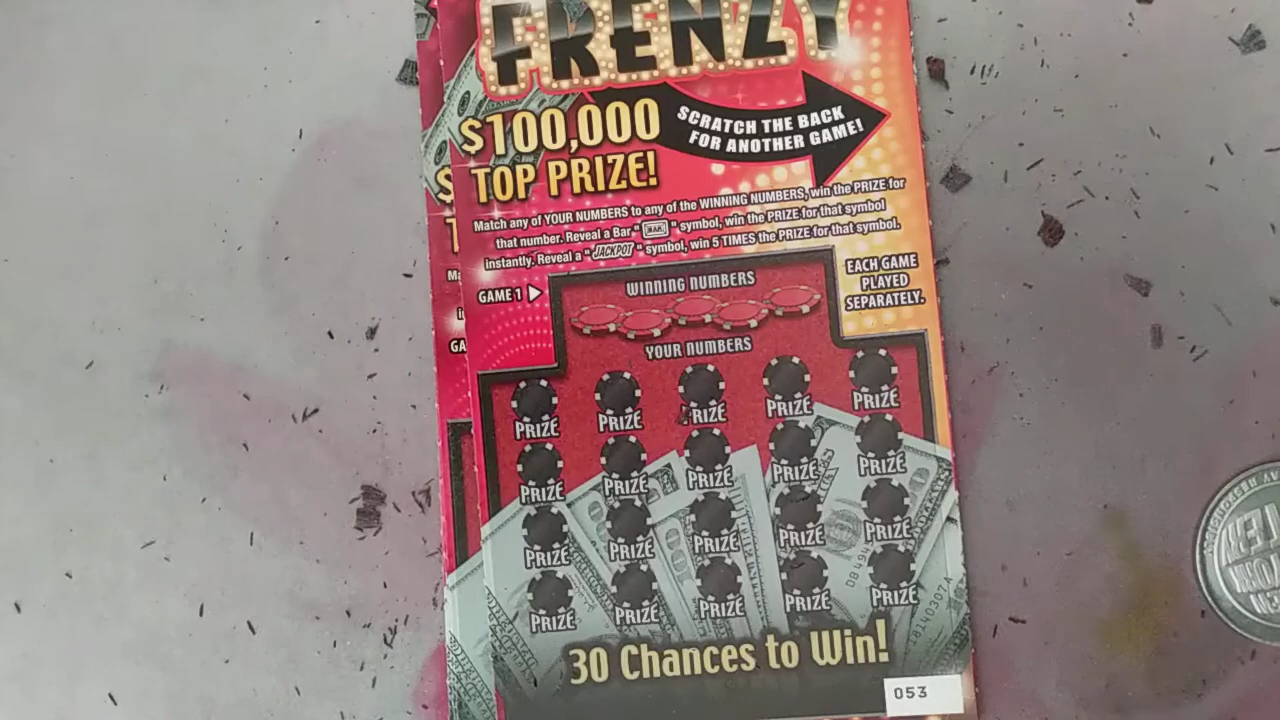 FRENZY
$100,000
TOP PRIZE!
SCRATCH THE BACK
FOR ANOTHER GAME!
Match any of YOUR NUMBERS to any of the WINNING NUMBERS, win the PRIZE for
that number. Reveal a Bar " BAR " symbol, win the PRIZE for that symbol
instantly. Reveal a " JACKPOT " symbol, win 5 TIMES the PRIZE for that symbol.
GAME 1
WINNING NUMBERS
EACH GAME
PLAYED
SEPARATELY.
YOUR NUMBERS
PRIZE PRIZE PRIZE PRIZE PRIZE
PRIZE PRIZE PRIZE PRIZE PRIZE
PRIZE PRIZE PRIZE PRIZE PRIZE
PRIZE PRIZE PRIZE PRIZE PRIZE
30 Chances to Win!
053